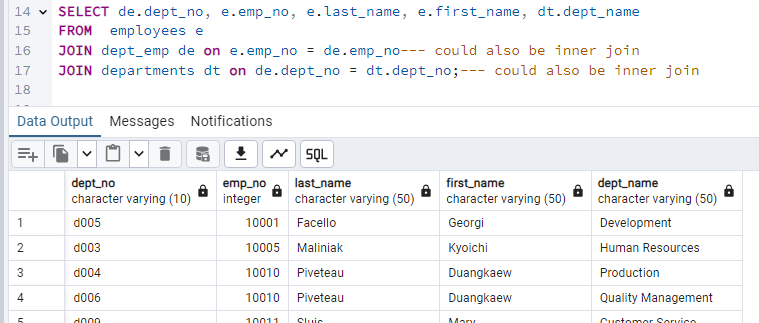 14 SELECT de.dept_no, e.emp_no, e.last_name, e.first_name, dt.dept_name
15 FROM  employees e
16 JOIN dept_emp de on e.emp_no = de.emp_no--- could also be inner join
17 JOIN departments dt on de.dept_no = dt.dept_no;--- could also be inner join
18
Data Output Messages Notifications
SQL
dept_no emp_no last_name first_name dept_name
character varying (10) integer character varying (50) character varying (50) character varying (50)
1 d005 10001 Facello Georgi Development
2 d003 10005 Maliniak Kyoichi Human Resources
3 d004 10010 Piveteau Duangkaew Production
4 d006 10010 Piveteau Duangkaew Quality Management
5 d009 10011 Sluis Mary Customer Service